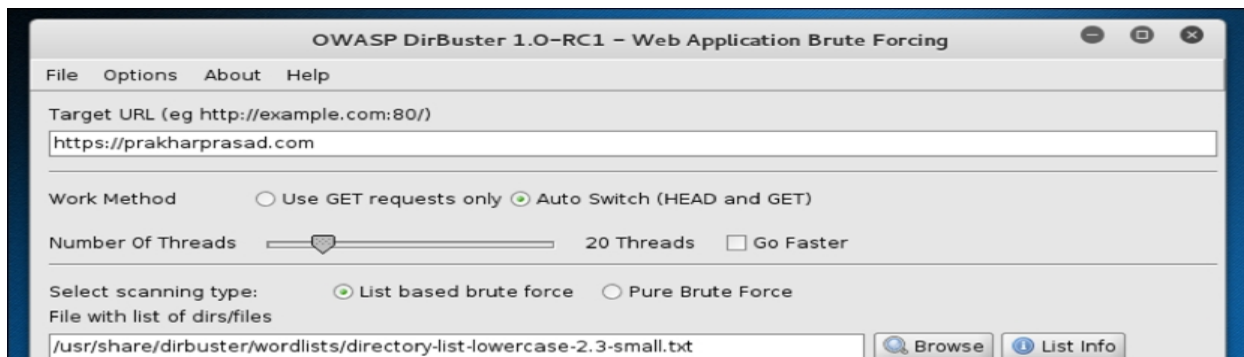 OWASP DirBuster 1.0-RC1 - Web Application Brute Forcing
File Options About Help
Target URL (eg http://example.com:80/)
https://prakharprasad.com
Work Method Use GET requests only Auto Switch (HEAD and GET)
Number Of Threads 20 Threads Go Faster
Select scanning type: List based brute force Pure Brute Force
File with list of dirs/files
/usr/share/dirbuster/wordlists/directory-list-lowercase-2.3-small.txt Browse List Info